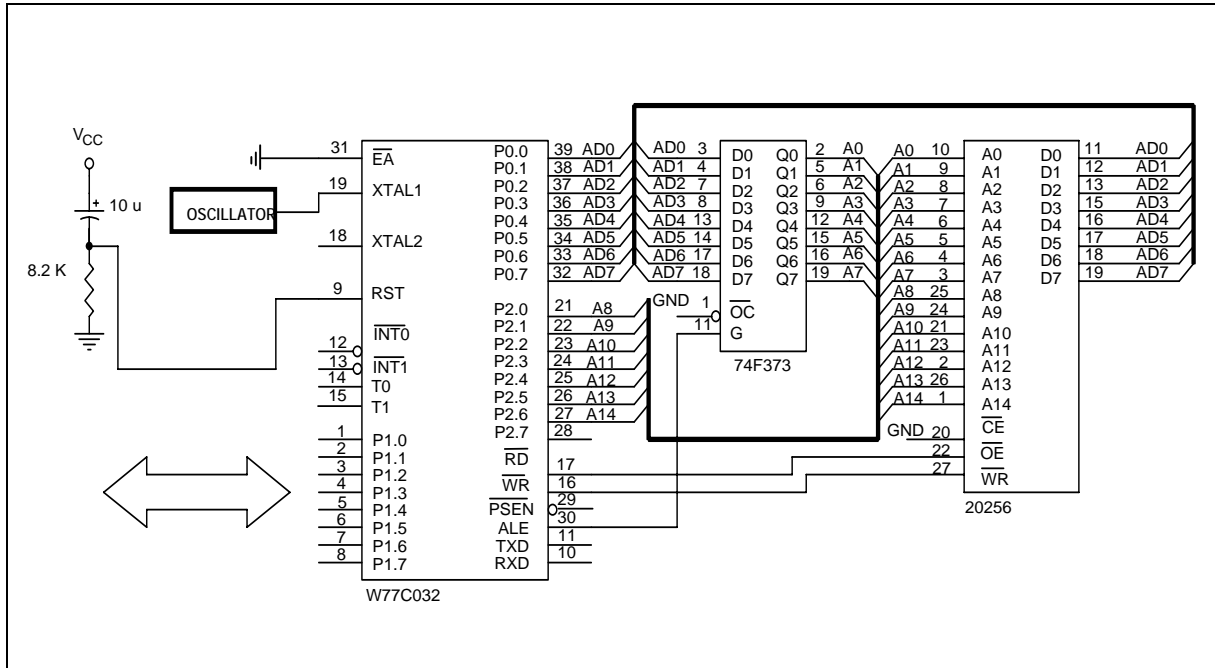 VCC
10 u
8.2 K
OSCILLATOR
31 EA
19 XTAL1
18 XTAL2
9 RST
12 INT0
13 INT1
14 T0
15 T1
1 P1.0
2 P1.1
3 P1.2
4 P1.3
5 P1.4
6 P1.5
7 P1.6
8 P1.7
P0.0 39 AD0
P0.1 38 AD1
P0.2 37 AD2
P0.3 36 AD3
P0.4 35 AD4
P0.5 34 AD5
P0.6 33 AD6
P0.7 32 AD7
P2.0 21 A8
P2.1 22 A9
P2.2 23 A10
P2.3 24 A11
P2.4 25 A12
P2.5 26 A13
P2.6 27 A14
P2.7 28
RD 17
WR 16
PSEN 29
ALE 30
TXD 11
RXD 10
W77C032
AD0 3 D0 Q0 2 A0
AD1 4 D1 Q1 5 A1
AD2 7 D2 Q2 6 A2
AD3 8 D3 Q3 9 A3
AD4 13 D4 Q4 12 A4
AD5 14 D5 Q5 15 A5
AD6 17 D6 Q6 16 A6
AD7 18 D7 Q7 19 A7
GND 1 OC
11 G
74F373
A0 10 A0 D0 11 AD0
A1 9 A1 D1 12 AD1
A2 8 A2 D2 13 AD2
A3 7 A3 D3 15 AD3
A4 6 A4 D4 16 AD4
A5 5 A5 D5 17 AD5
A6 4 A6 D6 18 AD6
A7 3 A7 D7 19 AD7
A8 25 A8
A9 24 A9
A10 21 A10
A11 23 A11
A12 2 A12
A13 26 A13
A14 1 A14
GND 20 CE
22 OE
27 WR
20256